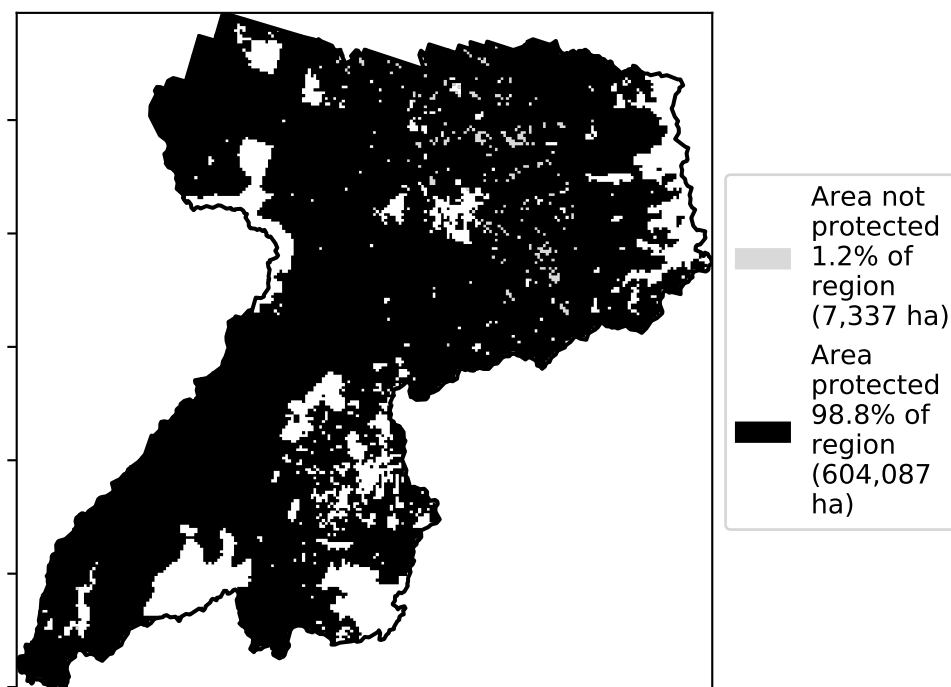 Area not
protected
1.2% of
region
(7,337 ha)
Area
protected
98.8% of
region
(604,087
ha)